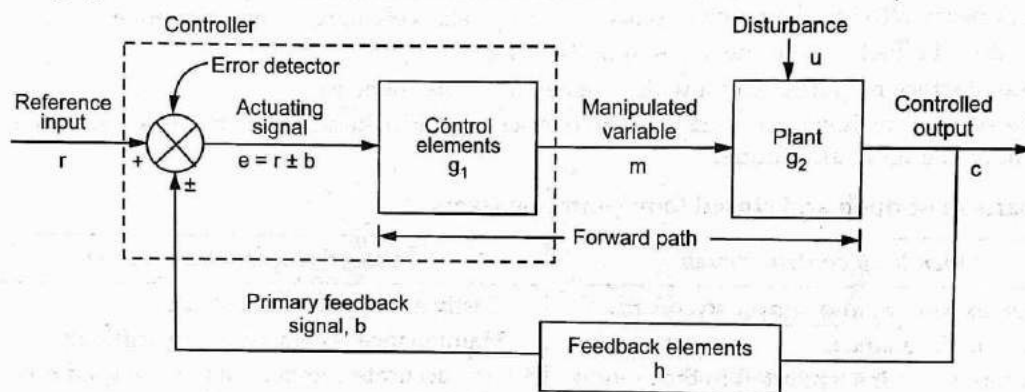 Controller
Disturbance
u
Error detector
Reference
input
r
+
±
Actuating
signal
e = r ± b
Control
elements
g₁
Manipulated
variable
m
Plant
g₂
Controlled
output
c
Forward path
Primary feedback
signal, b
Feedback elements
h